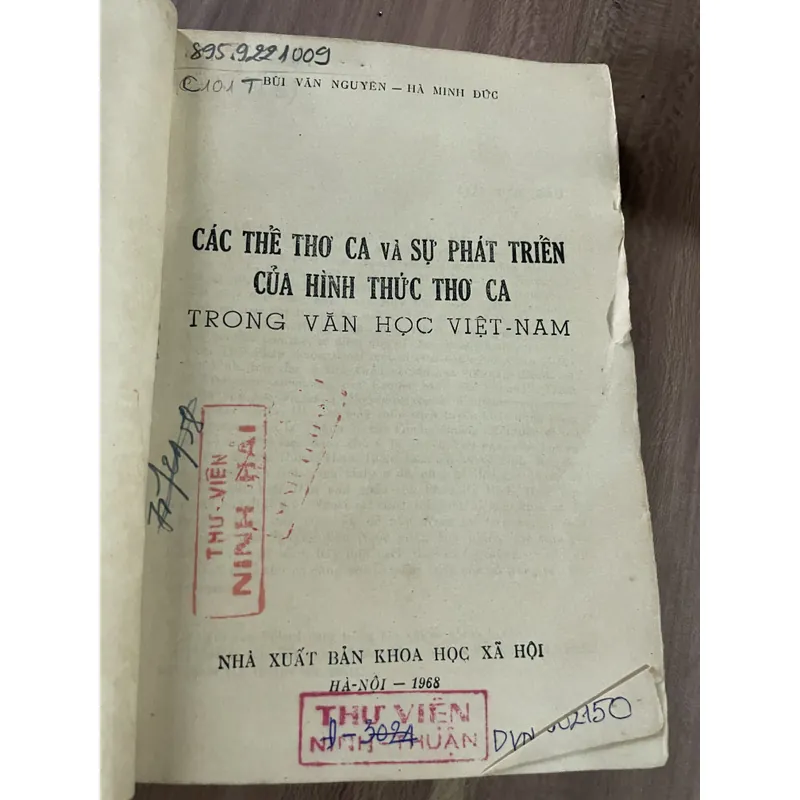 895.9221009
C101T
BÙI VĂN NGUYÊN — HÀ MINH ĐỨC
CÁC THỂ THƠ CA VÀ SỰ PHÁT TRIỂN
CỦA HÌNH THỨC THƠ CA
TRONG VĂN HỌC VIỆT-NAM
THƯ-VIỆN
NINH HẢI
NHÀ XUẤT BẢN KHOA HỌC XÃ HỘI
HÀ-NỘI — 1968
THƯ VIỆN
NINH THUẬN